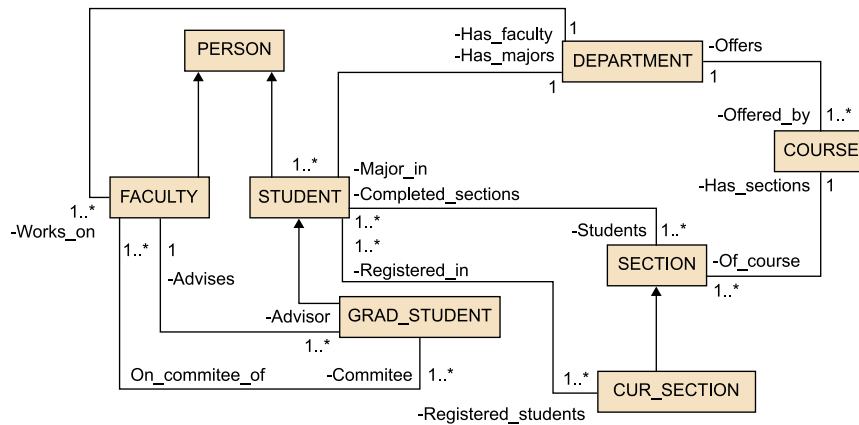 -Has_faculty
1
PERSON
-Has_majors
DEPARTMENT
-Offers
1
1
-Offered_by
1..*
COURSE
1..*
-Major_in
-Has_sections
1
FACULTY
STUDENT
-Completed_sections
1..*
-Works_on
1..*
1
1..*
-Students
1..*
1..*
-Advises
-Registered_in
SECTION
-Of_course
1..*
-Advisor
GRAD_STUDENT
1..*
On_commitee_of
-Commitee
1..*
1..*
CUR_SECTION
-Registered_students